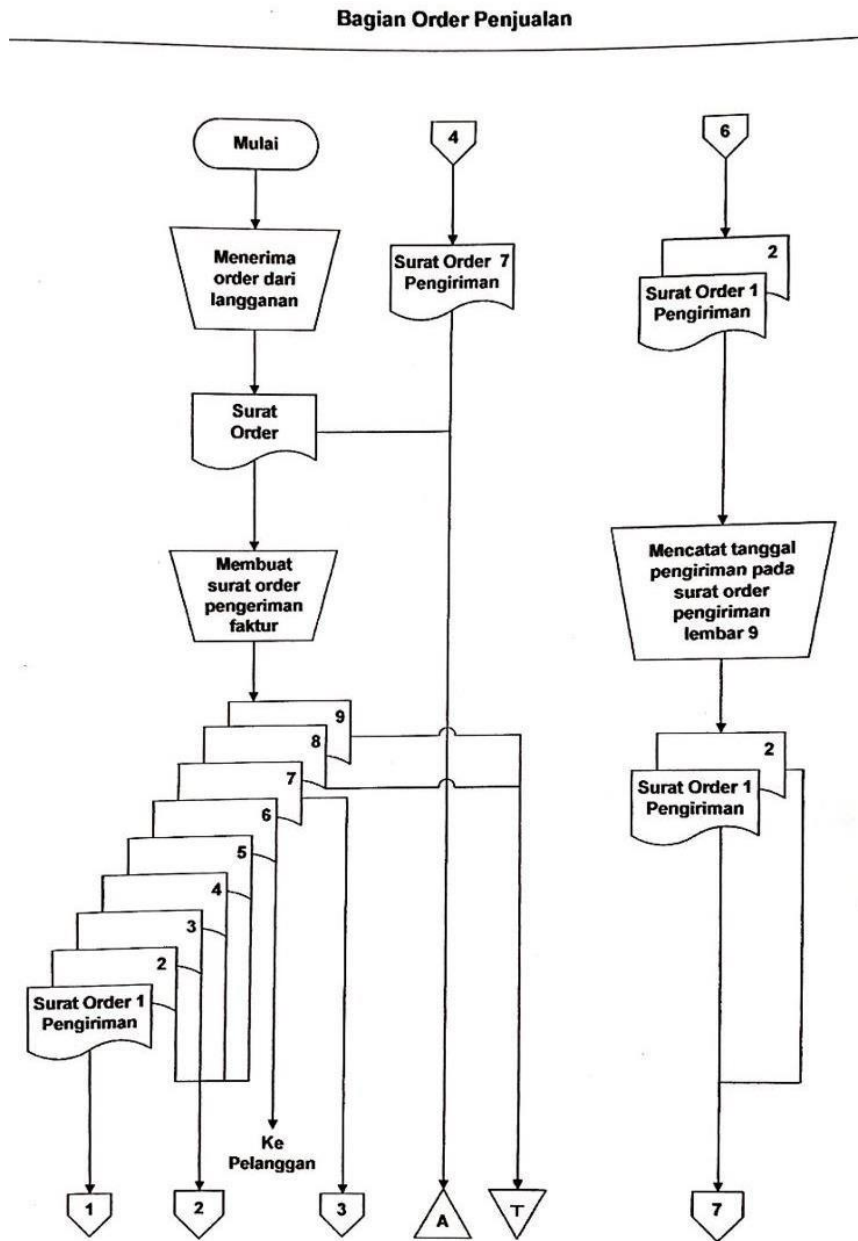 Bagian Order Penjualan
Mulai
Menerima
order dari
langganan
Surat
Order
Membuat
surat order
pengeriman
faktur
9
8
7
6
5
4
3
2
Surat Order 1
Pengiriman
Ke
Pelanggan
1
2
3
4
Surat Order 7
Pengiriman
A
T
6
2
Surat Order 1
Pengiriman
Mencatat tanggal
pengiriman pada
surat order
pengiriman
lembar 9
2
Surat Order 1
Pengiriman
7